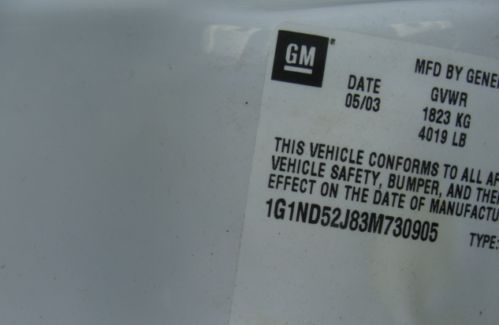 GM
MFD BY GENE
DATE GVWR
05/03 1823 KG
4019 LB
THIS VEHICLE CONFORMS TO ALL AP
VEHICLE SAFETY, BUMPER, AND THE
EFFECT ON THE DATE OF MANUFACTU
1G1ND52J83M730905 TYPE: